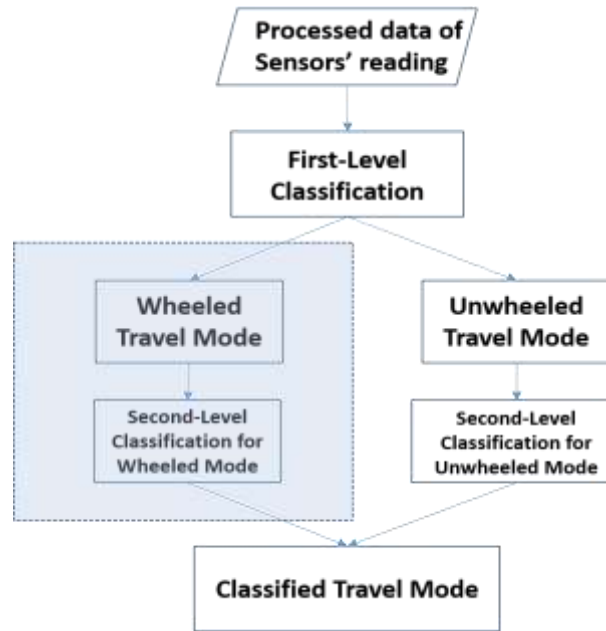 Processed data of
Sensors' reading
First-Level
Classification
Wheeled
Travel Mode
Unwheeled
Travel Mode
Second-Level
Classification for
Wheeled Mode
Second-Level
Classification for
Unwheeled Mode
Classified Travel Mode